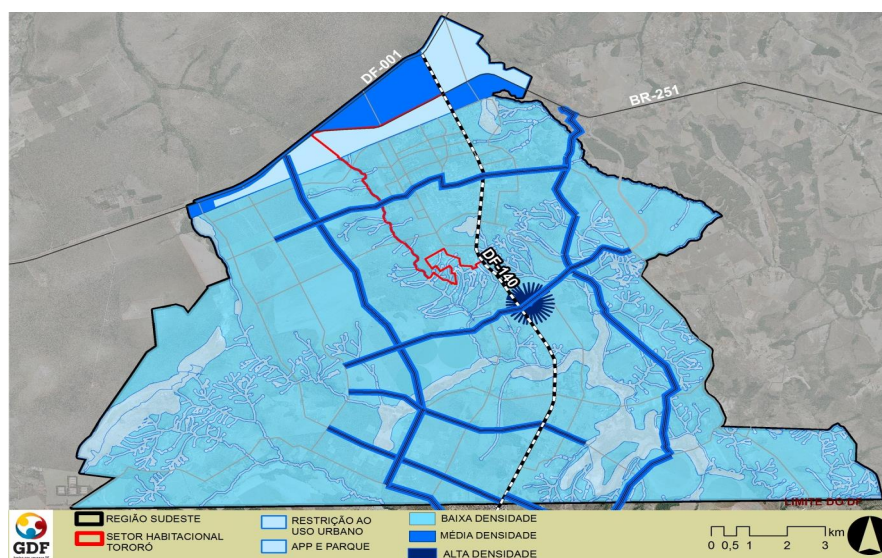 DF-001
BR-251
DF-140
LIMITE DO DF
GDF
REGIÃO SUDESTE
SETOR HABITACIONAL
TORORÓ
RESTRIÇÃO AO
USO URBANO
APP E PARQUE
BAIXA DENSIDADE
MÉDIA DENSIDADE
ALTA DENSIDADE
0 0,5 1 2 3
km